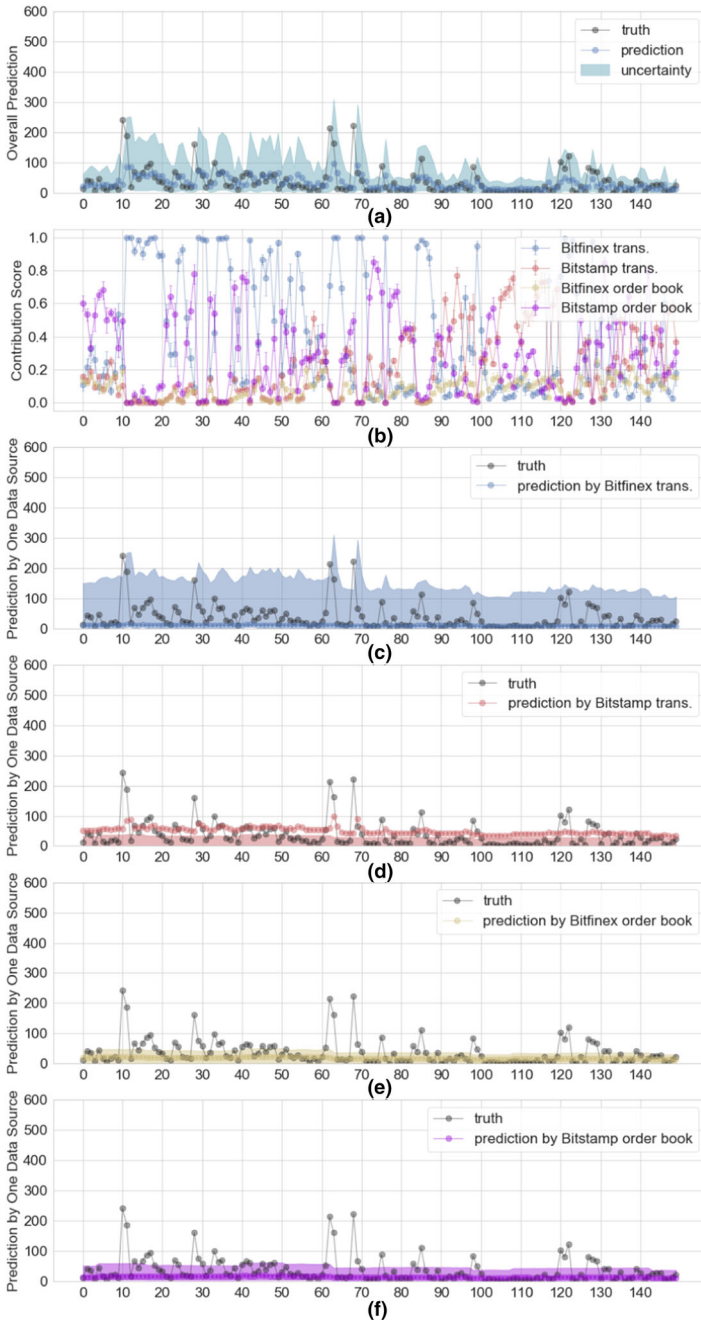 600
500
400
300
200
100
0
Overall Prediction
truth
prediction
uncertainty
0 10 20 30 40 50 60 70 80 90 100 110 120 130 140
(a)
1.0
0.8
0.6
0.4
0.2
0.0
Contribution Score
Bitfinex trans.
Bitstamp trans.
Bitfinex order book
Bitstamp order book
0 10 20 30 40 50 60 70 80 90 100 110 120 130 140
(b)
600
500
400
300
200
100
0
Prediction by One Data Source
truth
prediction by Bitfinex trans.
0 10 20 30 40 50 60 70 80 90 100 110 120 130 140
(c)
600
500
400
300
200
100
0
Prediction by One Data Source
truth
prediction by Bitstamp trans.
0 10 20 30 40 50 60 70 80 90 100 110 120 130 140
(d)
600
500
400
300
200
100
0
Prediction by One Data Source
truth
prediction by Bitfinex order book
0 10 20 30 40 50 60 70 80 90 100 110 120 130 140
(e)
600
500
400
300
200
100
0
Prediction by One Data Source
truth
prediction by Bitstamp order book
0 10 20 30 40 50 60 70 80 90 100 110 120 130 140
(f)